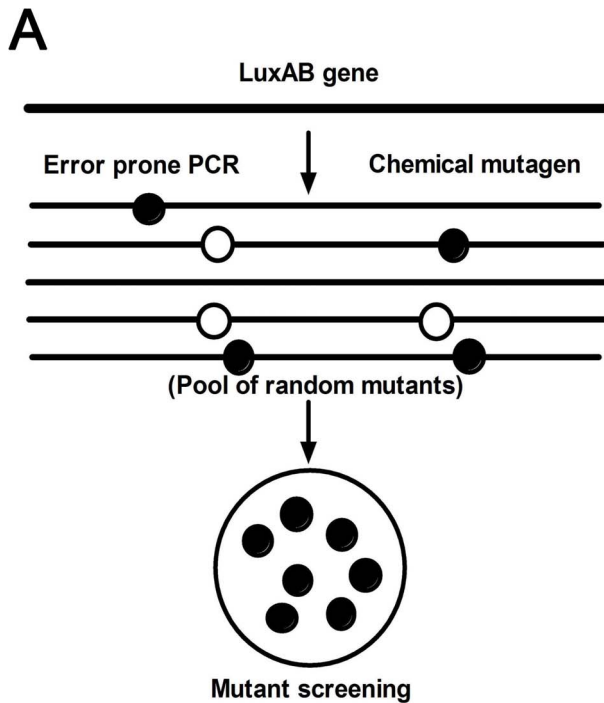 A
LuxAB gene
Error prone PCR
Chemical mutagen
(Pool of random mutants)
Mutant screening